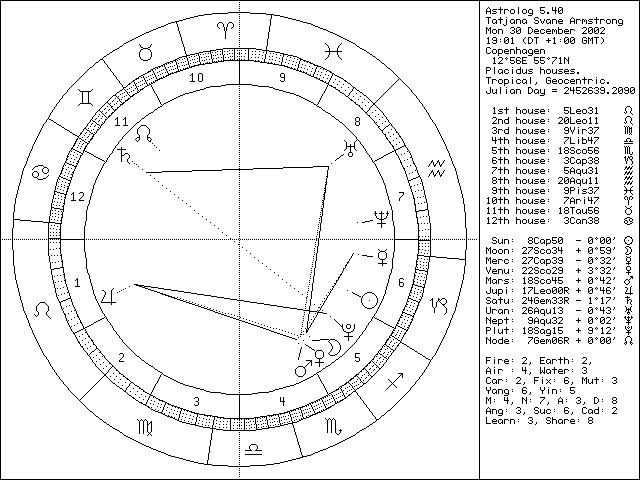 Astrolog 5.40
Tatjana Svane Armstrong
Mon 30 December 2002
19:01 (DT +1:00 GMT)
Copenhagen
12°56E 55°71N
Placidus houses.
Tropical, Geocentric.
Julian Day = 2452639.2090
1st house: 5Leo31 ♌
2nd house: 20Leo11 ♌
3rd house: 9Vir37 ♍
4th house: 7Lib47 ♎
5th house: 18Sco56 ♏
6th house: 3Cap38 ♑
7th house: 5Aqu31 ♒
8th house: 20Aqu11 ♒
9th house: 9Pis37 ♓
10th house: 7Ari47 ♈
11th house: 18Tau56 ♉
12th house: 3Can38 ♋
Sun: 8Cap50 - 0°00' ☉
Moon: 27Sco34 + 0°59' ☽
Merc: 27Cap39 - 0°32' ☿
Venu: 22Sco29 + 3°32' ♀
Mars: 18Sco45 + 0°42' ♂
Jupi: 17Leo00R + 0°46' ♃
Satu: 24Gem33R - 1°17' ♄
Uran: 26Aqu13 - 0°43' ♅
Nept: 9Aqu32 + 0°02' ♆
Plut: 18Sag15 + 9°12' ♇
Node: 7Gem06R + 0°00' ☊
Fire: 2, Earth: 2,
Air : 4, Water: 3
Car: 2, Fix: 6, Mut: 3
Yang: 6, Yin: 5
M: 4, N: 7, A: 3, D: 8
Ang: 3, Suc: 6, Cad: 2
Learn: 3, Share: 8
♈
♉
♓
10
9
♊
11
8
☊
♄
♅
♋
♒
12
7
♆
☿
1
6
♃
☉
♑
♌
♇
☽
♀
♂
2
5
3
4
♐
♍
♎
♏